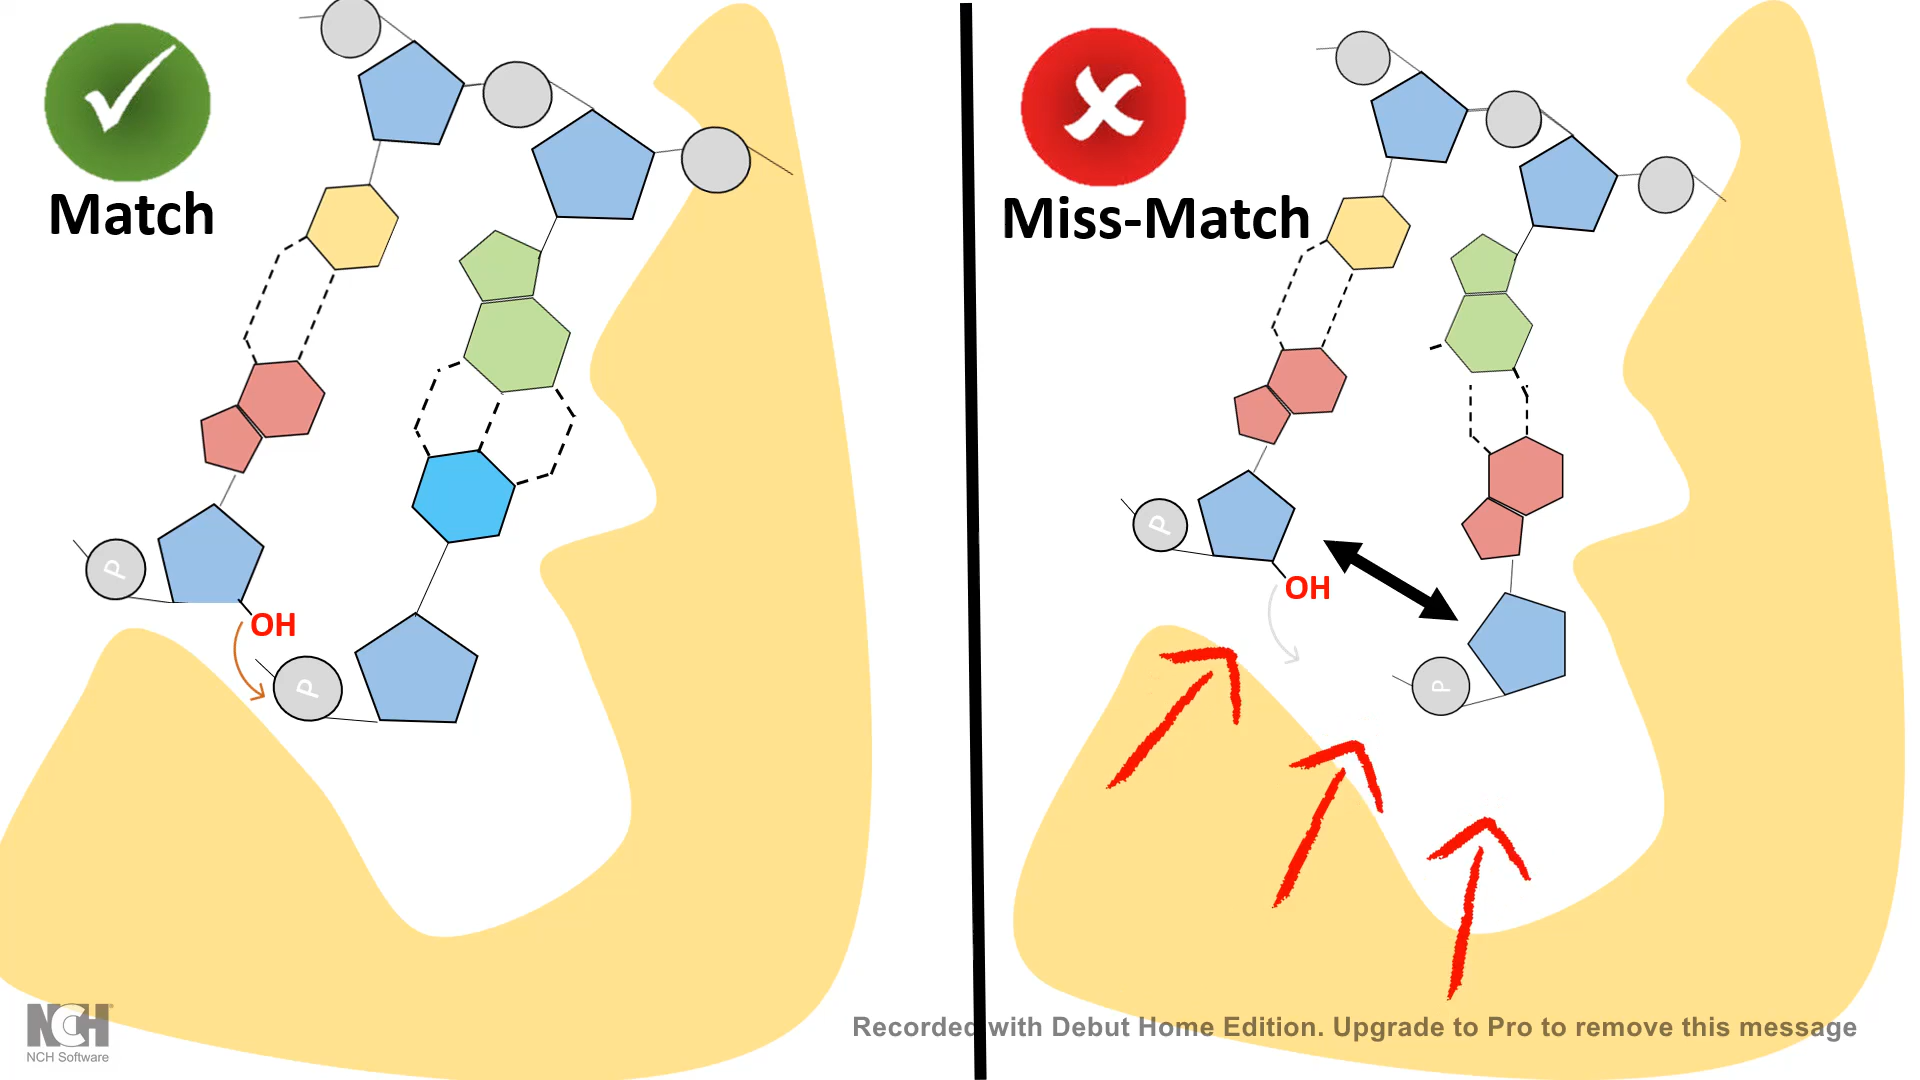 Match
P
OH
P
Miss-Match
P
OH
P
NCH
NCH Software
Recorded with Debut Home Edition. Upgrade to Pro to remove this message